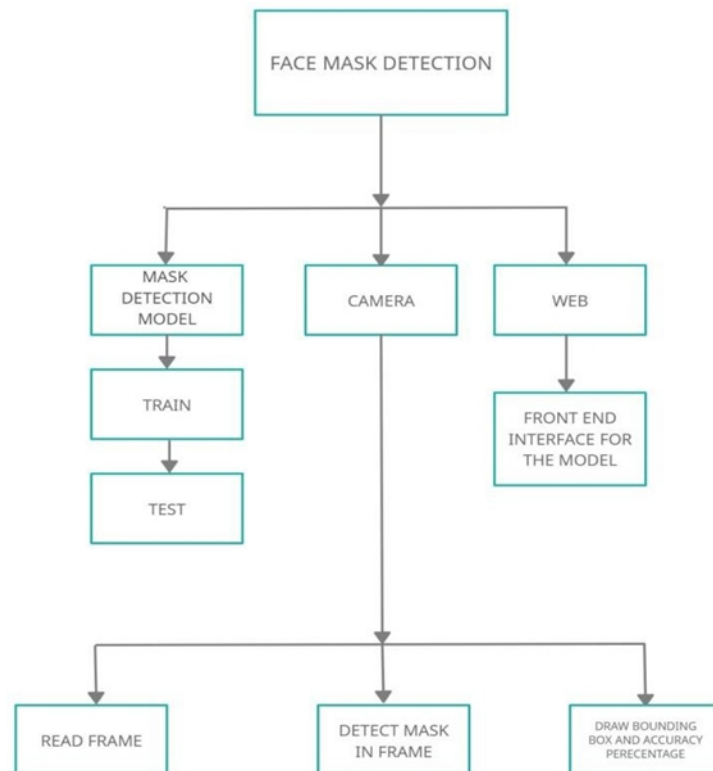 FACE MASK DETECTION
MASK
DETECTION
MODEL
CAMERA
WEB
TRAIN
FRONT END
INTERFACE FOR
THE MODEL
TEST
READ FRAME
DETECT MASK
IN FRAME
DRAW BOUNDING
BOX AND ACCURACY
PERECENTAGE